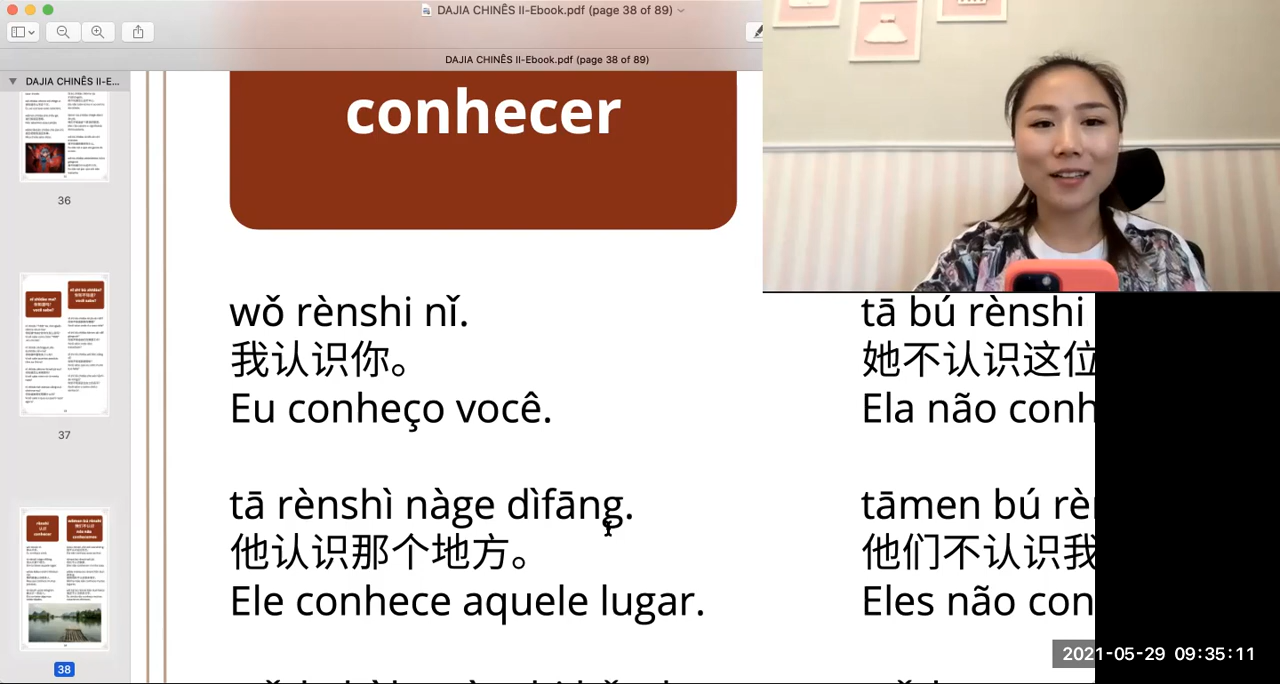 DAJIA CHINÊS II-Ebook.pdf (page 38 of 89)
DAJIA CHINÊS II-Ebook.pdf (page 38 of 89)
DAJIA CHINÊS II-E...
36
37
38
conhecer
wǒ rènshi nǐ.
我认识你。
Eu conheço você.
tā rènshì nàge dìfāng.
他认识那个地方。
Ele conhece aquele lugar.
tā bú rènshi
她不认识这位
Ela não conh
tāmen bú rè
他们不认识我
Eles não con
2021-05-29 09:35:11